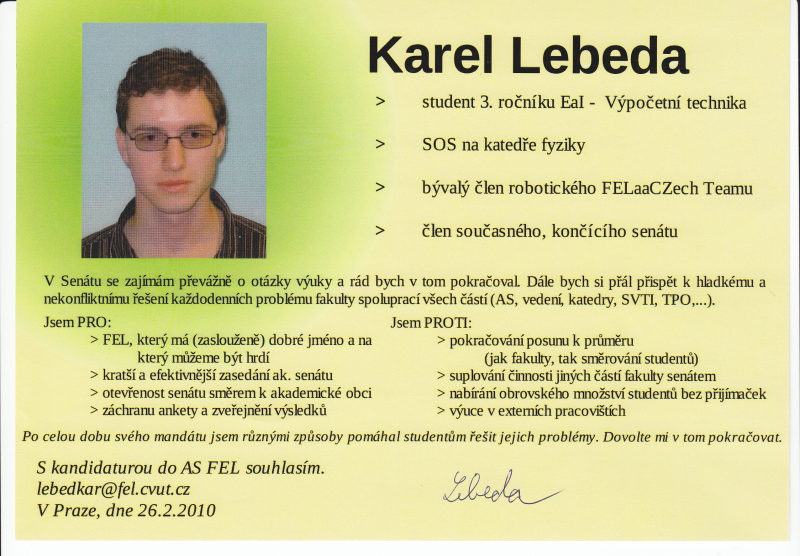 Karel Lebeda
> student 3. ročníku EaI - Výpočetní technika
> SOS na katedře fyziky
> bývalý člen robotického FELaaCZech Teamu
> člen současného, končícího senátu
V Senátu se zajímám převážně o otázky výuky a rád bych v tom pokračoval. Dále bych si přál přispět k hladkému a
nekonfliktnímu řešení každodenních problému fakulty spoluprací všech částí (AS, vedení, katedry, SVTI, TPO,...).
Jsem PRO:
> FEL, který má (zaslouženě) dobré jméno a na
který můžeme být hrdí
> kratší a efektivnější zasedání ak. senátu
> otevřenost senátu směrem k akademické obci
> záchranu ankety a zveřejnění výsledků
Jsem PROTI:
> pokračování posunu k průměru
(jak fakulty, tak směrování studentů)
> suplování činnosti jiných částí fakulty senátem
> nabírání obrovského množství studentů bez přijímaček
> výuce v externích pracovištích
Po celou dobu svého mandátu jsem různými způsoby pomáhal studentům řešit jejich problémy. Dovolte mi v tom pokračovat.
S kandidaturou do AS FEL souhlasím.
lebedkar@fel.cvut.cz
V Praze, dne 26.2.2010
Lebeda